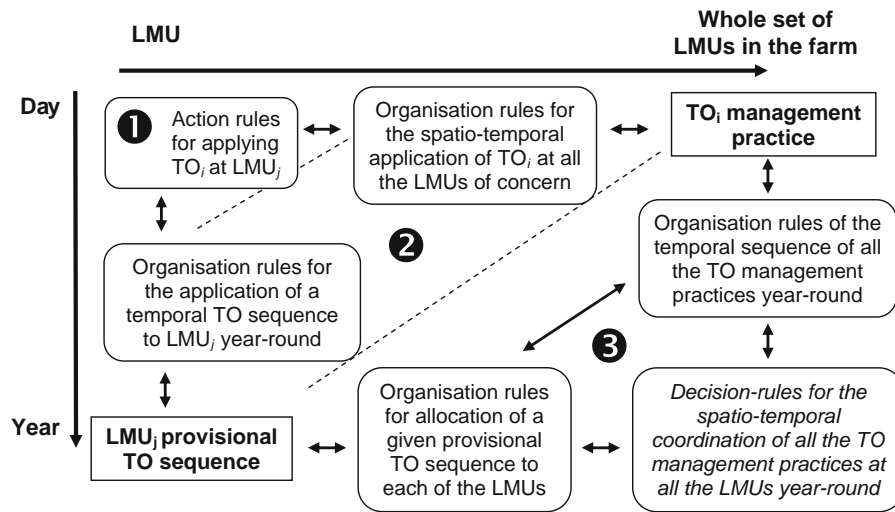 LMU
Whole set of
LMUs in the farm
Day
❶
Action rules
for applying
TOi at LMUj
Organisation rules for
the spatio-temporal
application of TOi at all
the LMUs of concern
TOi management
practice
Organisation rules for
the application of a
temporal TO sequence
to LMUj year-round
❷
Organisation rules of the
temporal sequence of all
the TO management
practices year-round
❸
Year
LMUj provisional
TO sequence
Organisation rules
for allocation of a
given provisional
TO sequence to
each of the LMUs
Decision-rules for the
spatio-temporal
coordination of all the TO
management practices at
all the LMUs year-round